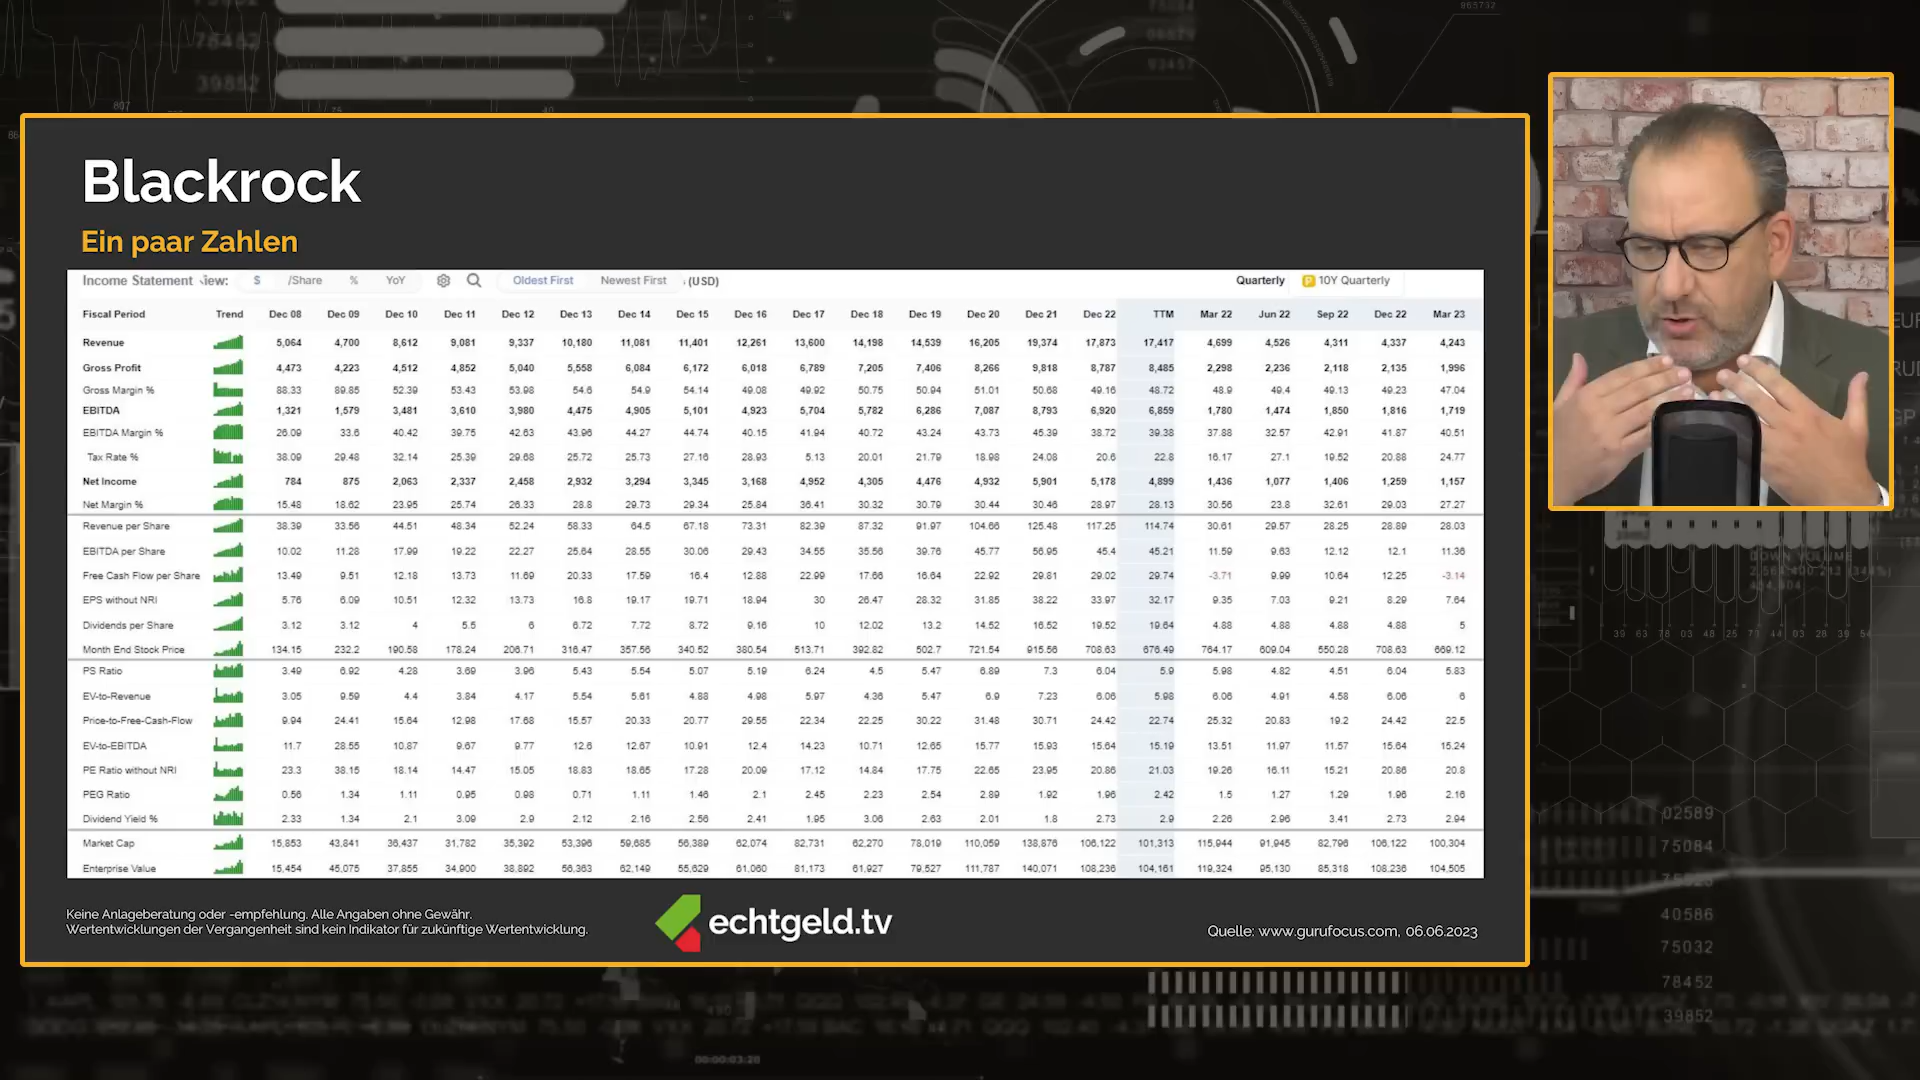 Blackrock
Ein paar Zahlen
Income Statement View: $ /Share % YoY Oldest First Newest First (USD) Quarterly P 10Y Quarterly
Fiscal Period Trend Dec 08 Dec 09 Dec 10 Dec 11 Dec 12 Dec 13 Dec 14 Dec 15 Dec 16 Dec 17 Dec 18 Dec 19 Dec 20 Dec 21 Dec 22 TTM Mar 22 Jun 22 Sep 22 Dec 22 Mar 23
Revenue 5,064 4,700 8,612 9,081 9,337 10,180 11,081 11,401 12,261 13,600 14,198 14,539 16,205 19,374 17,873 17,417 4,699 4,526 4,311 4,337 4,243
Gross Profit 4,473 4,223 4,512 4,852 5,040 5,558 6,084 6,172 6,018 6,789 7,205 7,406 8,266 9,818 8,787 8,485 2,298 2,236 2,118 2,135 1,996
Gross Margin % 88.33 89.85 52.39 53.43 53.98 54.6 54.9 54.14 49.08 49.92 50.75 50.94 51.01 50.68 49.16 48.72 48.9 49.4 49.13 49.23 47.04
EBITDA 1,321 1,579 3,481 3,610 3,980 4,475 4,905 5,101 4,923 5,704 5,782 6,286 7,087 8,793 6,920 6,859 1,780 1,474 1,850 1,816 1,719
EBITDA Margin % 26.09 33.6 40.42 39.75 42.63 43.96 44.27 44.74 40.15 41.94 40.72 43.24 43.73 45.39 38.72 39.38 37.88 32.57 42.91 41.87 40.51
Tax Rate % 38.09 29.48 32.14 25.39 29.68 25.72 25.73 27.16 28.93 5.13 20.01 21.79 18.98 24.08 20.6 22.8 16.17 27.1 19.52 20.88 24.77
Net Income 784 875 2,063 2,337 2,458 2,932 3,294 3,345 3,168 4,952 4,305 4,476 4,932 5,901 5,178 4,899 1,436 1,077 1,406 1,259 1,157
Net Margin % 15.48 18.62 23.95 25.74 26.33 28.8 29.73 29.34 25.84 36.41 30.32 30.79 30.44 30.46 28.97 28.13 30.56 23.8 32.61 29.03 27.27
Revenue per Share 38.39 33.56 44.51 48.34 52.24 58.33 64.5 67.18 73.31 82.39 87.32 91.97 104.66 125.48 117.25 114.74 30.61 29.57 28.25 28.89 28.03
EBITDA per Share 10.02 11.28 17.99 19.22 22.27 25.64 28.55 30.06 29.43 34.55 35.56 39.76 45.77 56.95 45.4 45.21 11.59 9.63 12.12 12.1 11.36
Free Cash Flow per Share 13.49 9.51 12.18 13.73 11.69 20.33 17.59 16.4 12.88 22.99 17.66 16.64 22.92 29.81 29.02 29.74 -3.71 9.99 10.64 12.25 -3.14
EPS without NRI 5.76 6.09 10.51 12.32 13.73 16.8 19.17 19.71 18.94 30 26.47 28.32 31.85 38.22 33.97 32.17 9.35 7.03 9.21 8.29 7.64
Dividends per Share 3.12 3.12 4 5.5 6 6.72 7.72 8.72 9.16 10 12.02 13.2 14.52 16.52 19.52 19.64 4.88 4.88 4.88 4.88 5
Month End Stock Price 134.15 232.2 190.58 178.24 206.71 316.47 357.56 340.52 380.54 513.71 392.82 502.7 721.54 915.56 708.63 676.49 764.17 609.04 550.28 708.63 669.12
PS Ratio 3.49 6.92 4.28 3.69 3.96 5.43 5.54 5.07 5.19 6.24 4.5 5.47 6.89 7.3 6.04 5.9 5.98 4.82 4.51 6.04 5.83
EV-to-Revenue 3.05 9.59 4.4 3.84 4.17 5.54 5.61 4.88 4.98 5.97 4.36 5.47 6.9 7.23 6.06 5.98 6.06 4.91 4.58 6.06 6
Price-to-Free-Cash-Flow 9.94 24.41 15.64 12.98 17.68 15.57 20.33 20.77 29.55 22.34 22.25 30.22 31.48 30.71 24.42 22.74 25.32 20.83 19.2 24.42 22.5
EV-to-EBITDA 11.7 28.55 10.87 9.67 9.77 12.6 12.67 10.91 12.4 14.23 10.71 12.65 15.77 15.93 15.64 15.19 13.51 11.97 11.57 15.64 15.24
PE Ratio without NRI 23.3 38.15 18.14 14.47 15.05 18.83 18.65 17.28 20.09 17.12 14.84 17.75 22.65 23.95 20.86 21.03 19.26 16.11 15.21 20.86 20.8
PEG Ratio 0.56 1.34 1.11 0.95 0.98 0.71 1.11 1.46 2.1 2.45 2.23 2.54 2.89 1.92 1.96 2.42 1.5 1.27 1.29 1.96 2.16
Dividend Yield % 2.33 1.34 2.1 3.09 2.9 2.12 2.16 2.56 2.41 1.95 3.06 2.63 2.01 1.8 2.73 2.9 2.26 2.96 3.41 2.73 2.94
Market Cap 15,853 43,841 36,437 31,782 35,392 53,396 59,685 56,389 62,074 82,731 62,270 78,019 110,059 138,876 106,122 101,313 115,944 91,945 82,796 106,122 100,304
Enterprise Value 15,454 45,075 37,855 34,900 38,892 56,363 62,149 55,629 61,060 81,173 61,927 79,527 111,787 140,071 108,236 104,161 119,324 95,130 85,318 108,236 104,505
Keine Anlageberatung oder -empfehlung. Alle Angaben ohne Gewähr.
Wertentwicklungen der Vergangenheit sind kein Indikator für zukünftige Wertentwicklung.
echtgeld.tv
Quelle: www.gurufocus.com, 06.06.2023
78452
39852
02589
75084
40586
75032
78452
39852